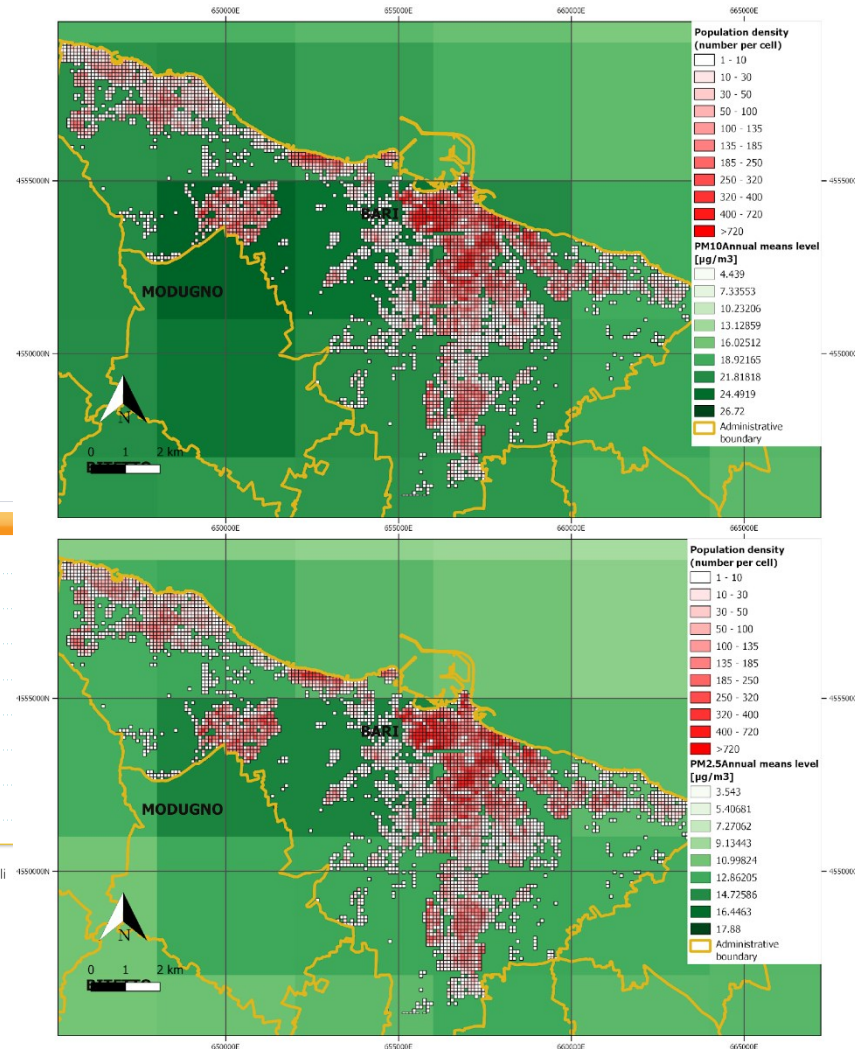 650000E 655000E 660000E 665000E
Population density
(number per cell)
1 - 10
10 - 30
30 - 50
50 - 100
100 - 135
135 - 185
185 - 250
250 - 320
320 - 400
400 - 720
>720
PM10Annual means level
[µg/m3]
4.439
7.33553
10.23206
13.12859
16.02512
18.92165
21.81818
24.4919
26.72
Administrative
boundary
4555000N
4550000N
BARI
MODUGNO
N
0 1 2 km
650000E 655000E 660000E 665000E
Population density
(number per cell)
1 - 10
10 - 30
30 - 50
50 - 100
100 - 135
135 - 185
185 - 250
250 - 320
320 - 400
400 - 720
>720
PM2.5Annual means level
[µg/m3]
3.543
5.40681
7.27062
9.13443
10.99824
12.86205
14.72586
16.4463
17.88
Administrative
boundary
4555000N
BARI
MODUGNO
li
N
0 1 2 km
650000E 655000E 660000E 665000E